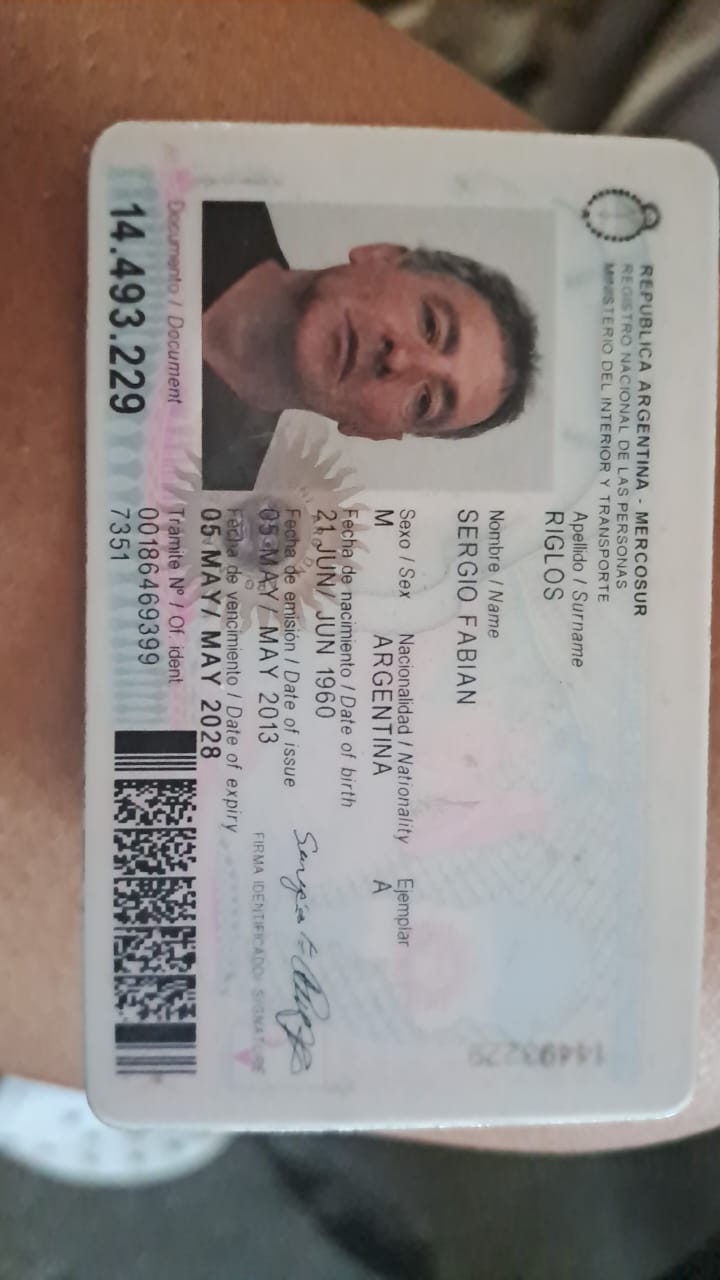 REPUBLICA ARGENTINA - MERCOSUR
REGISTRO NACIONAL DE LAS PERSONAS
MINISTERIO DEL INTERIOR Y TRANSPORTE
Apellido / Surname
RIGLOS
Nombre / Name
SERGIO FABIAN
Sexo / Sex Nacionalidad / Nationality Ejemplar
M ARGENTINA A
Fecha de nacimiento / Date of birth
21 JUN/ JUN 1960
Fecha de emisión / Date of issue
05 MAY/ MAY 2013
Fecha de vencimiento / Date of expiry
05 MAY/ MAY 2028
FIRMA IDENTIFICADO/ SIGNATURE
Documento / Document
14.493.229
Trámite Nº / Of. ident.
00186469399
7351
14493229